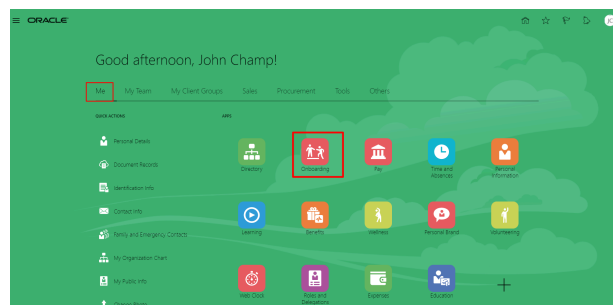 ORACLE
Good afternoon, John Champ!
Me My Team My Client Groups Sales Procurement Tools Others
QUICK ACTIONS APPS
Personal Details
Document Records
Identification Info
Contact Info
Family and Emergency Contacts
My Organization Chart
My Public Info
Change Photo
Directory Onboarding Pay Time and Absences Personal Information
Learning Benefits Wellness Personal Brand Volunteering
Web Clock Roles and Delegations Expenses Education